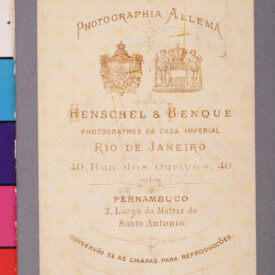 PHOTOGRAPHIA ALLEMÃ
HENSCHEL & BENQUE
PHOTOGRAPHOS DA CASA IMPERIAL
RIO DE JANEIRO
40, Rua dos Ourives, 40.
PERNAMBUCO
2, Largo da Matriz de
Santo Antonio.
CONSERVÃO SE AS CHAPAS PARA REPRODUCÇÕES.